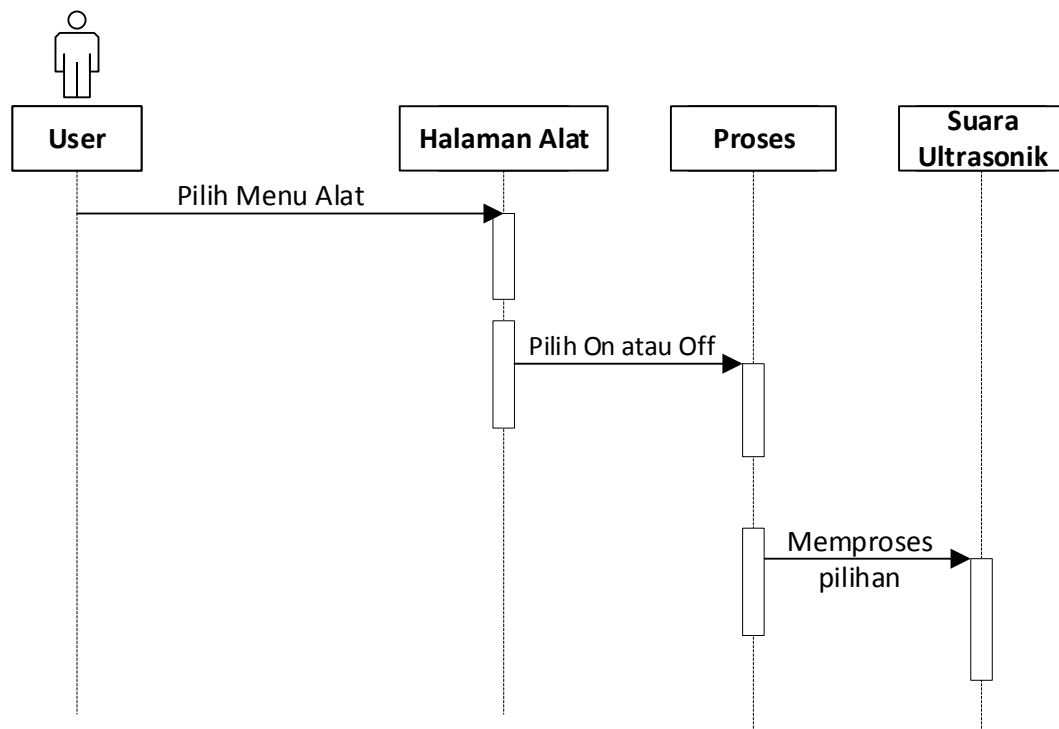 User
Halaman Alat
Proses
Suara
Ultrasonik
Pilih Menu Alat
Pilih On atau Off
Memproses
pilihan